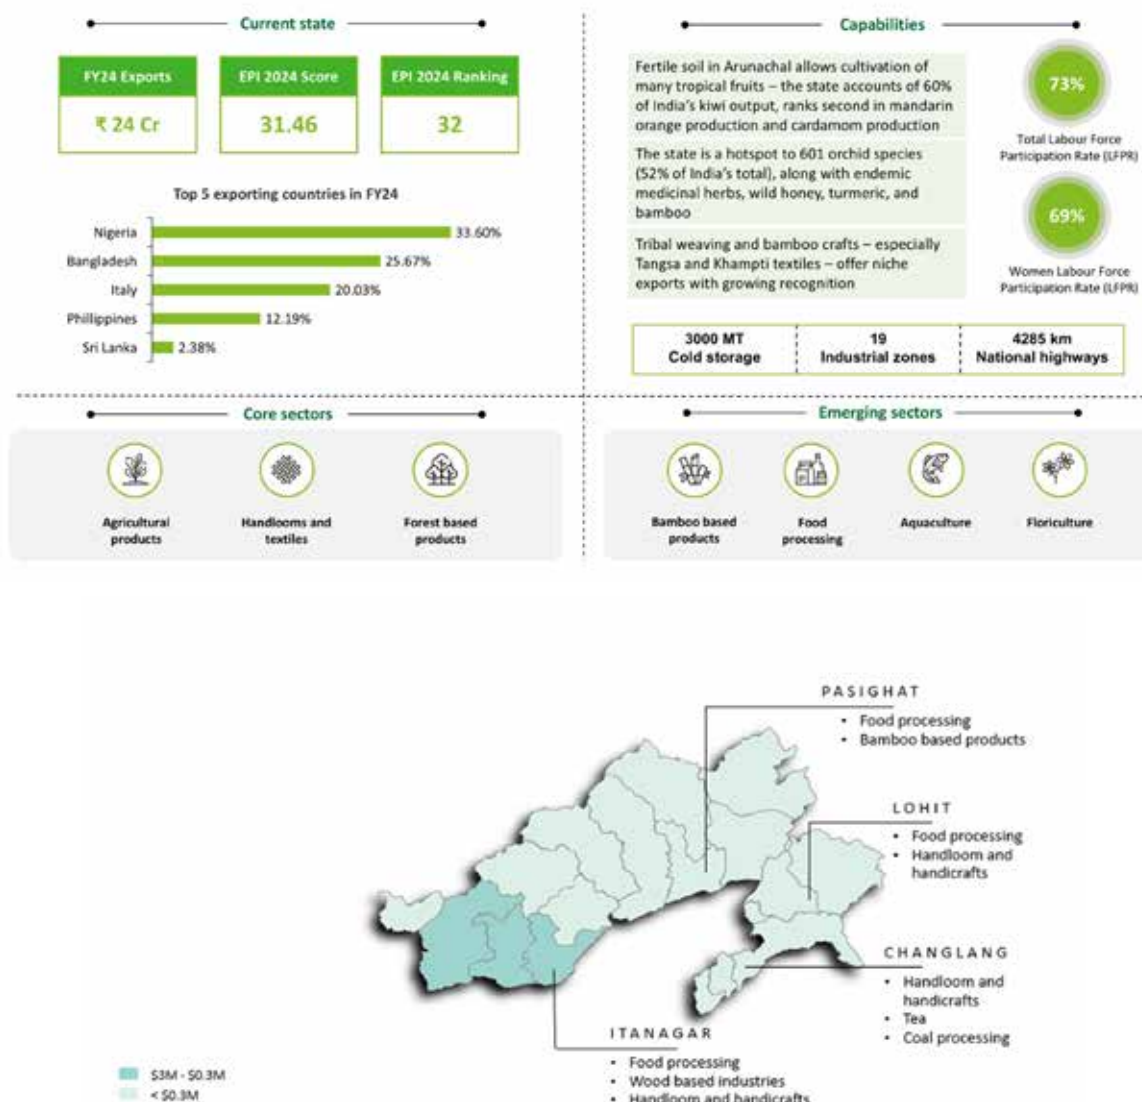 Current state
FY24 Exports
₹ 24 Cr
EPI 2024 Score
31.46
EPI 2024 Ranking
32
Top 5 exporting countries in FY24
Nigeria 33.60%
Bangladesh 25.67%
Italy 20.03%
Phillippines 12.19%
Sri Lanka 2.38%
Capabilities
Fertile soil in Arunachal allows cultivation of
many tropical fruits – the state accounts of 60%
of India's kiwi output, ranks second in mandarin
orange production and cardamom production
The state is a hotspot to 601 orchid species
(52% of India's total), along with endemic
medicinal herbs, wild honey, turmeric, and
bamboo
Tribal weaving and bamboo crafts – especially
Tangsa and Khampti textiles – offer niche
exports with growing recognition
73%
Total Labour Force
Participation Rate (LFPR)
69%
Women Labour Force
Participation Rate (LFPR)
3000 MT
Cold storage
19
Industrial zones
4285 km
National highways
Core sectors
Agricultural
products
Handlooms and
textiles
Forest based
products
Emerging sectors
Bamboo based
products
Food
processing
Aquaculture
Floriculture
PASIGHAT
• Food processing
• Bamboo based products
LOHIT
• Food processing
• Handloom and
handicrafts
CHANGLANG
• Handloom and
handicrafts
• Tea
• Coal processing
ITANAGAR
• Food processing
• Wood based industries
• Handloom and handicrafts
$3M - $0.3M
< $0.3M